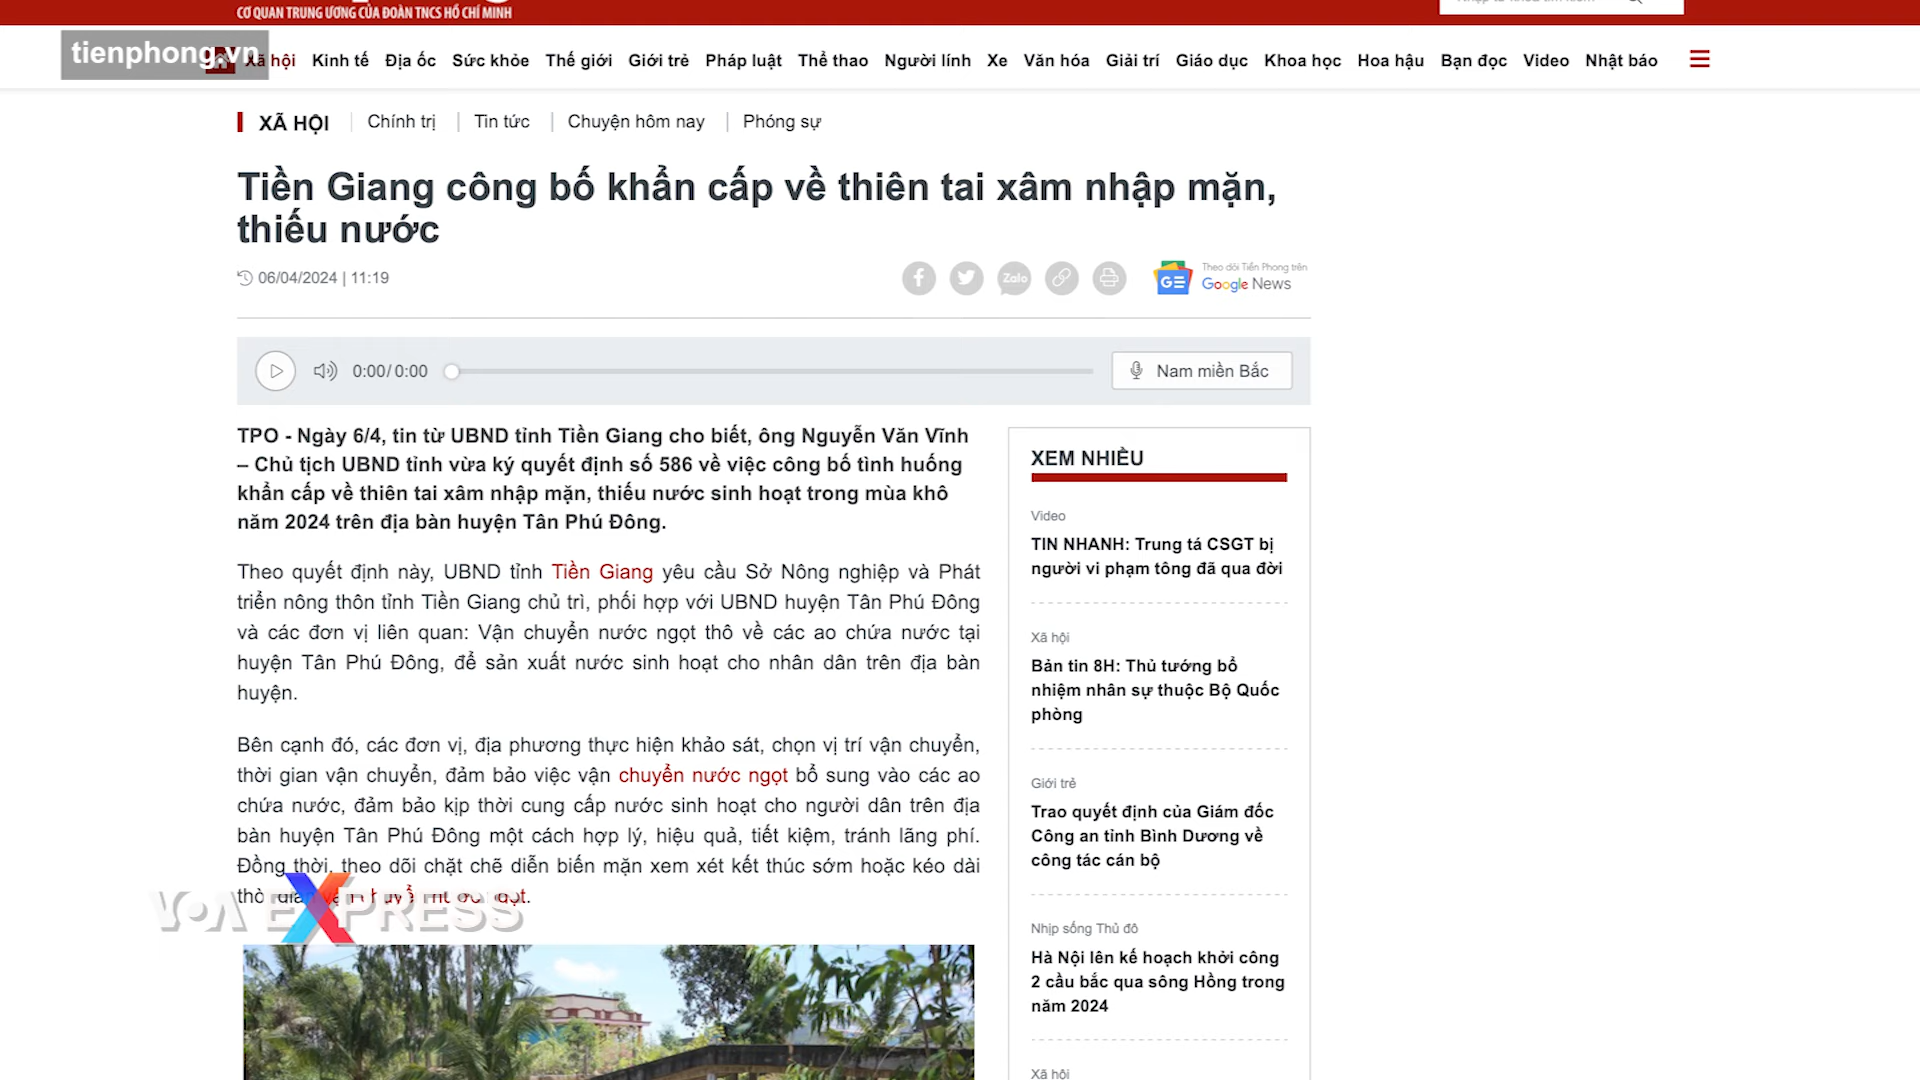 CƠ QUAN TRUNG ƯƠNG CỦA ĐOÀN TNCS HỒ CHÍ MINH
tienphong.vn
Xã hội Kinh tế Địa ốc Sức khỏe Thế giới Giới trẻ Pháp luật Thể thao Người lính Xe Văn hóa Giải trí Giáo dục Khoa học Hoa hậu Bạn đọc Video Nhật báo
XÃ HỘI Chính trị Tin tức Chuyện hôm nay Phóng sự
Tiền Giang công bố khẩn cấp về thiên tai xâm nhập mặn,
thiếu nước
06/04/2024 | 11:19
Zalo
GE
Theo dõi Tiền Phong trên
Google News
0:00/ 0:00
Nam miền Bắc
TPO - Ngày 6/4, tin từ UBND tỉnh Tiền Giang cho biết, ông Nguyễn Văn Vĩnh
– Chủ tịch UBND tỉnh vừa ký quyết định số 586 về việc công bố tình huống
khẩn cấp về thiên tai xâm nhập mặn, thiếu nước sinh hoạt trong mùa khô
năm 2024 trên địa bàn huyện Tân Phú Đông.
Theo quyết định này, UBND tỉnh Tiền Giang yêu cầu Sở Nông nghiệp và Phát
triển nông thôn tỉnh Tiền Giang chủ trì, phối hợp với UBND huyện Tân Phú Đông
và các đơn vị liên quan: Vận chuyển nước ngọt thô về các ao chứa nước tại
huyện Tân Phú Đông, để sản xuất nước sinh hoạt cho nhân dân trên địa bàn
huyện.
Bên cạnh đó, các đơn vị, địa phương thực hiện khảo sát, chọn vị trí vận chuyển,
thời gian vận chuyển, đảm bảo việc vận chuyển nước ngọt bổ sung vào các ao
chứa nước, đảm bảo kịp thời cung cấp nước sinh hoạt cho người dân trên địa
bàn huyện Tân Phú Đông một cách hợp lý, hiệu quả, tiết kiệm, tránh lãng phí.
Đồng thời, theo dõi chặt chẽ diễn biến mặn xem xét kết thúc sớm hoặc kéo dài
VOA EXPRESS
XEM NHIỀU
Video
TIN NHANH: Trung tá CSGT bị
người vi phạm tông đã qua đời
Xã hội
Bản tin 8H: Thủ tướng bổ
nhiệm nhân sự thuộc Bộ Quốc
phòng
Giới trẻ
Trao quyết định của Giám đốc
Công an tỉnh Bình Dương về
công tác cán bộ
Nhịp sống Thủ đô
Hà Nội lên kế hoạch khởi công
2 cầu bắc qua sông Hồng trong
năm 2024
Xã hội